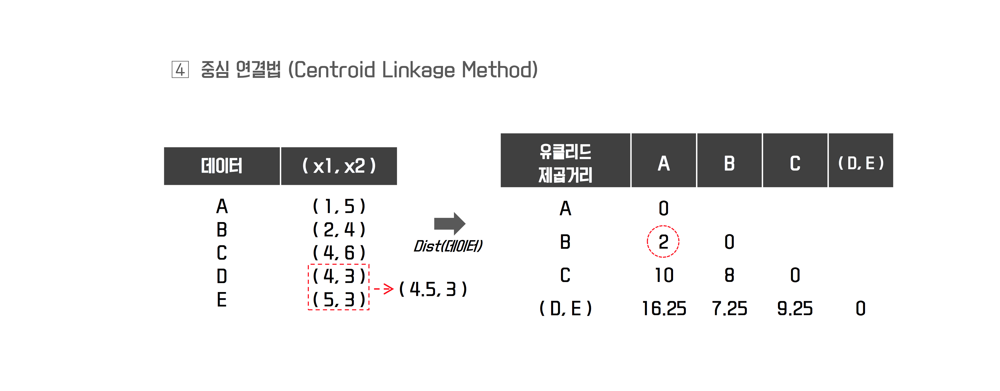 4 중심 연결법 (Centroid Linkage Method)
데이터 ( x1, x2 )
A ( 1, 5 )
B ( 2, 4 )
C ( 4, 6 )
D ( 4, 3 )
E ( 5, 3 )
( 4.5, 3 )
Dist(데이터)
유클리드
제곱거리 A B C ( D, E )
A 0
B 2 0
C 10 8 0
( D, E ) 16.25 7.25 9.25 0